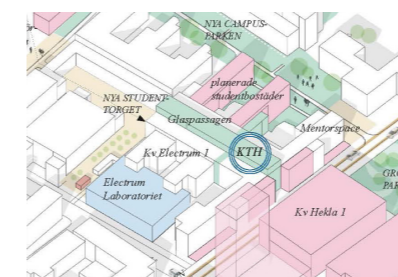 NYA CAMPUS-
PARKEN
planerade
studentbostäder
NYA STUDENT-
TORGET
Glaspassagen
Mentorspace
Kv Electrum 1
KTH
Electrum
Laboratoriet
Kv Hekla 1